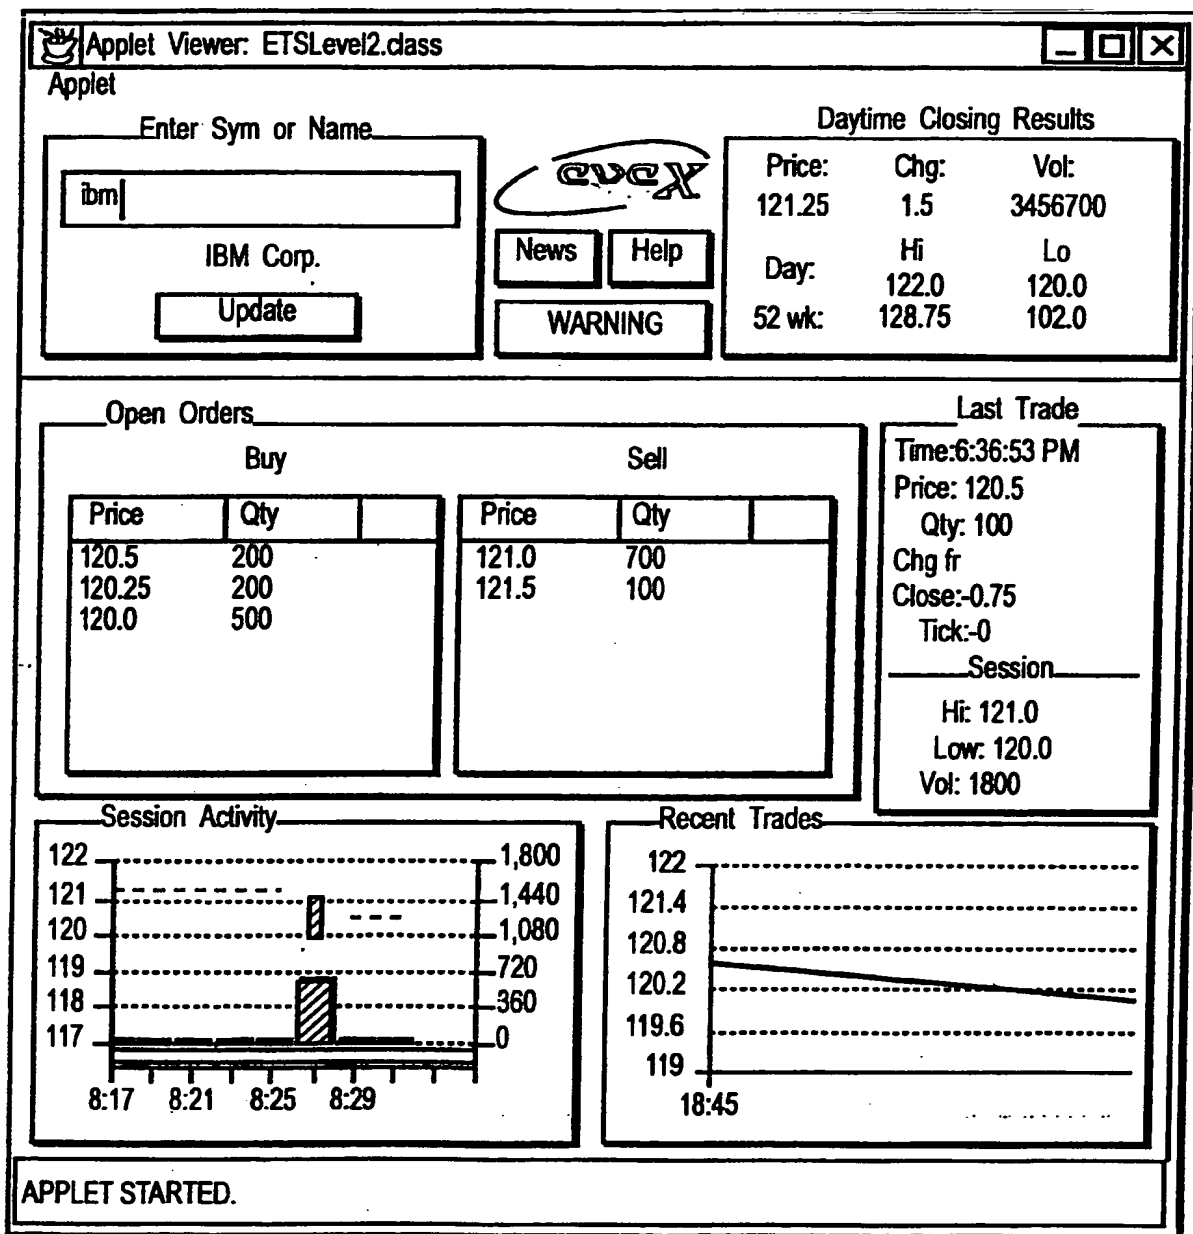 Applet Viewer: ETSLevel2.class
Applet
Enter Sym or Name
ibm
IBM Corp.
Update
eVeX
News Help
WARNING
Daytime Closing Results
Price: Chg: Vol:
121.25 1.5 3456700
Hi Lo
Day: 122.0 120.0
52 wk: 128.75 102.0
Open Orders
Buy Sell
Price Qty Price Qty
120.5 200 121.0 700
120.25 200 121.5 100
120.0 500
Last Trade
Time:6:36:53 PM
Price: 120.5
Qty: 100
Chg fr
Close:-0.75
Tick:-0
Session
Hi: 121.0
Low: 120.0
Vol: 1800
Session Activity
122 1,800
121 1,440
120 1,080
119 720
118 360
117 0
8:17 8:21 8:25 8:29
Recent Trades
122
121.4
120.8
120.2
119.6
119
18:45
APPLET STARTED.